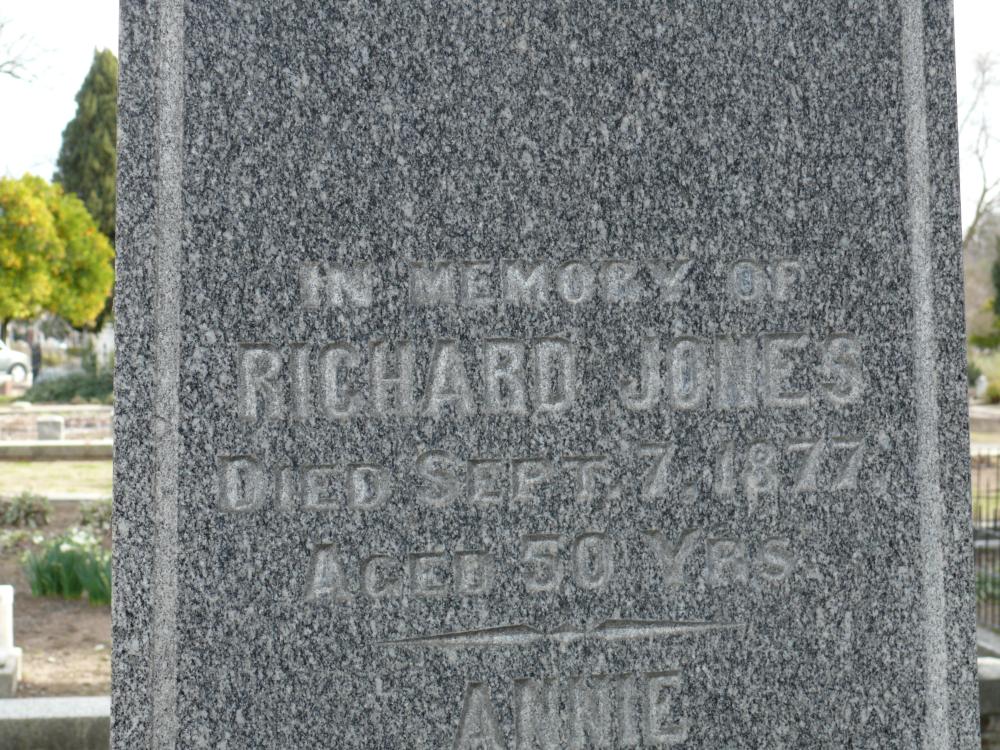 IN MEMORY OF
RICHARD JONES
DIED SEPT. 7, 1877.
AGED 50 YRS
ANNIE